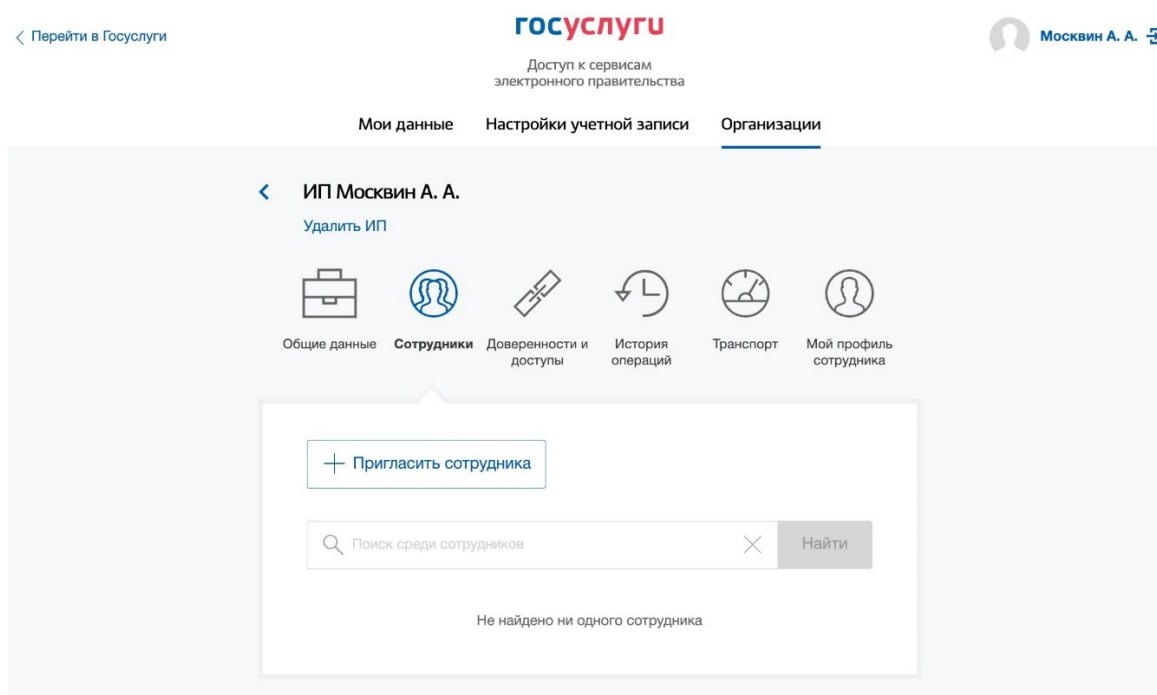 Перейти в Госуслуги
госуслуги
Москвин А. А.
Доступ к сервисам
электронного правительства
Мои данные Настройки учетной записи Организации
ИП Москвин А. А.
Удалить ИП
Общие данные
Сотрудники
Доверенности и
доступы
История
операций
Транспорт
Мой профиль
сотрудника
Пригласить сотрудника
Поиск среди сотрудников
Найти
Не найдено ни одного сотрудника